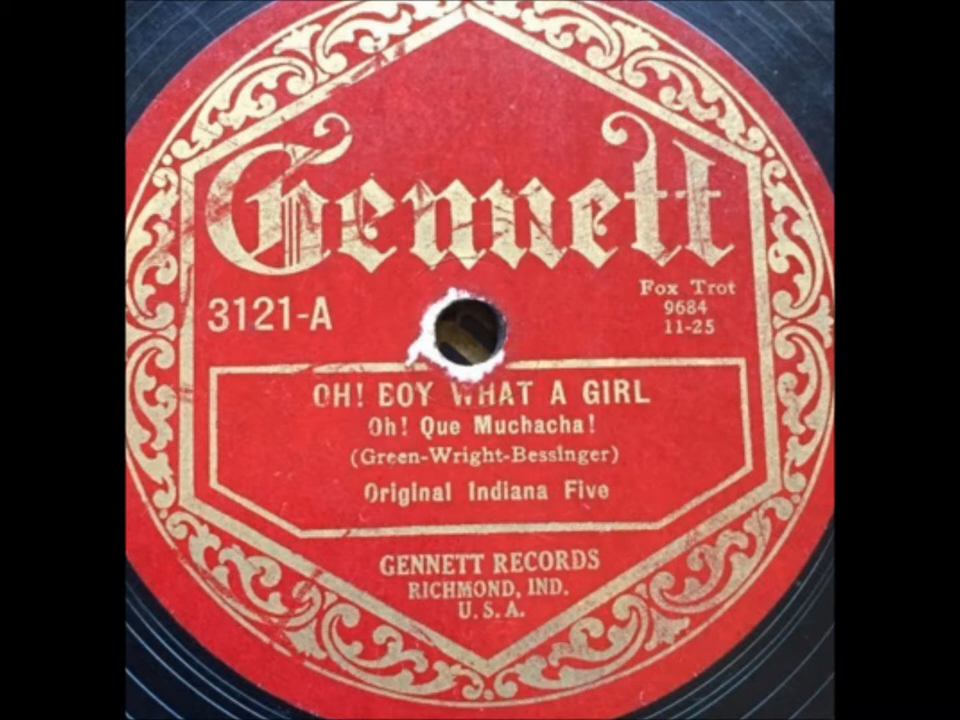 Gennett
Fox Trot
3121-A
9684
11-25
OH! BOY WHAT A GIRL
Oh! Que Muchacha!
(Green-Wright-Bessinger)
Original Indiana Five
GENNETT RECORDS
RICHMOND, IND.
U.S.A.